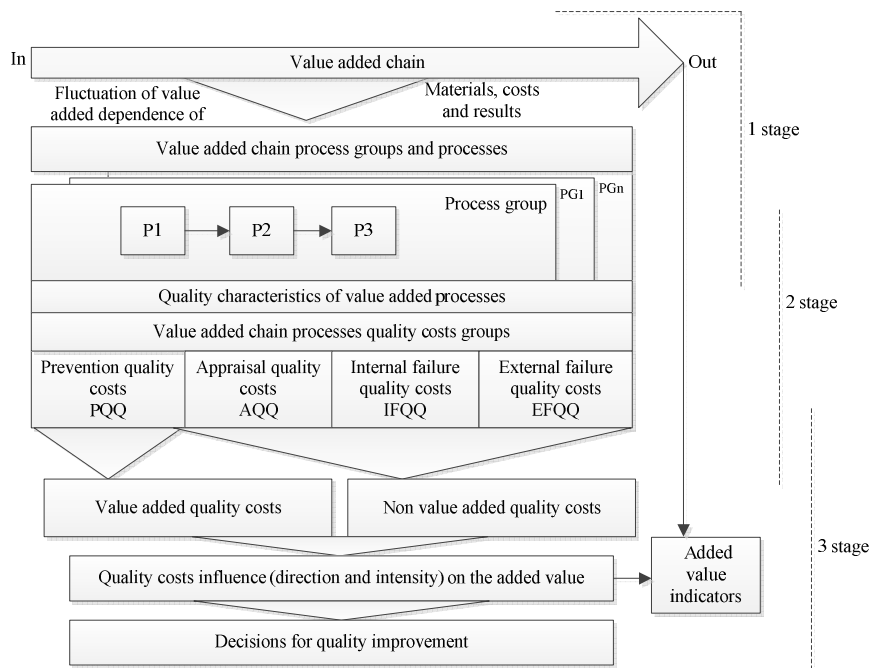 In
Value added chain
Out
Fluctuation of value
added dependence of
Materials, costs
and results
1 stage
Value added chain process groups and processes
Process group
PG1
PGn
P1
P2
P3
Quality characteristics of value added processes
2 stage
Value added chain processes quality costs groups
Prevention quality
costs
PQQ
Appraisal quality
costs
AQQ
Internal failure
quality costs
IFQQ
External failure
quality costs
EFQQ
Value added quality costs
Non value added quality costs
3 stage
Quality costs influence (direction and intensity) on the added value
Added
value
indicators
Decisions for quality improvement